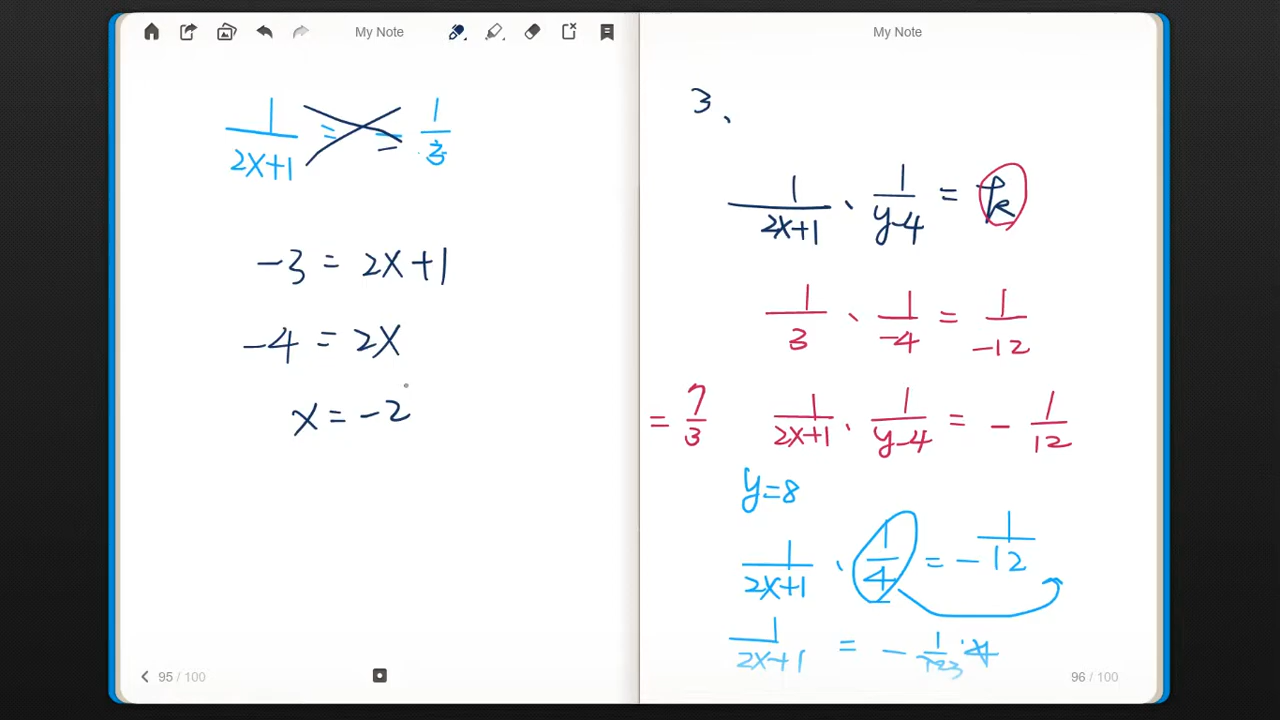 My Note
1/(2x+1) = = - 1/3
-3 = 2x+1
-4 = 2x
x = -2
95 / 100
My Note
3、
1/(2x+1) · 1/(y-4) = k
1/3 · 1/-4 = 1/-12
= 7/3
1/(2x+1) · 1/(y-4) = - 1/12
y=8
1/(2x+1) · 1/4 = - 1/12
1/(2x+1) = - 1/12 3 · 4
96 / 100